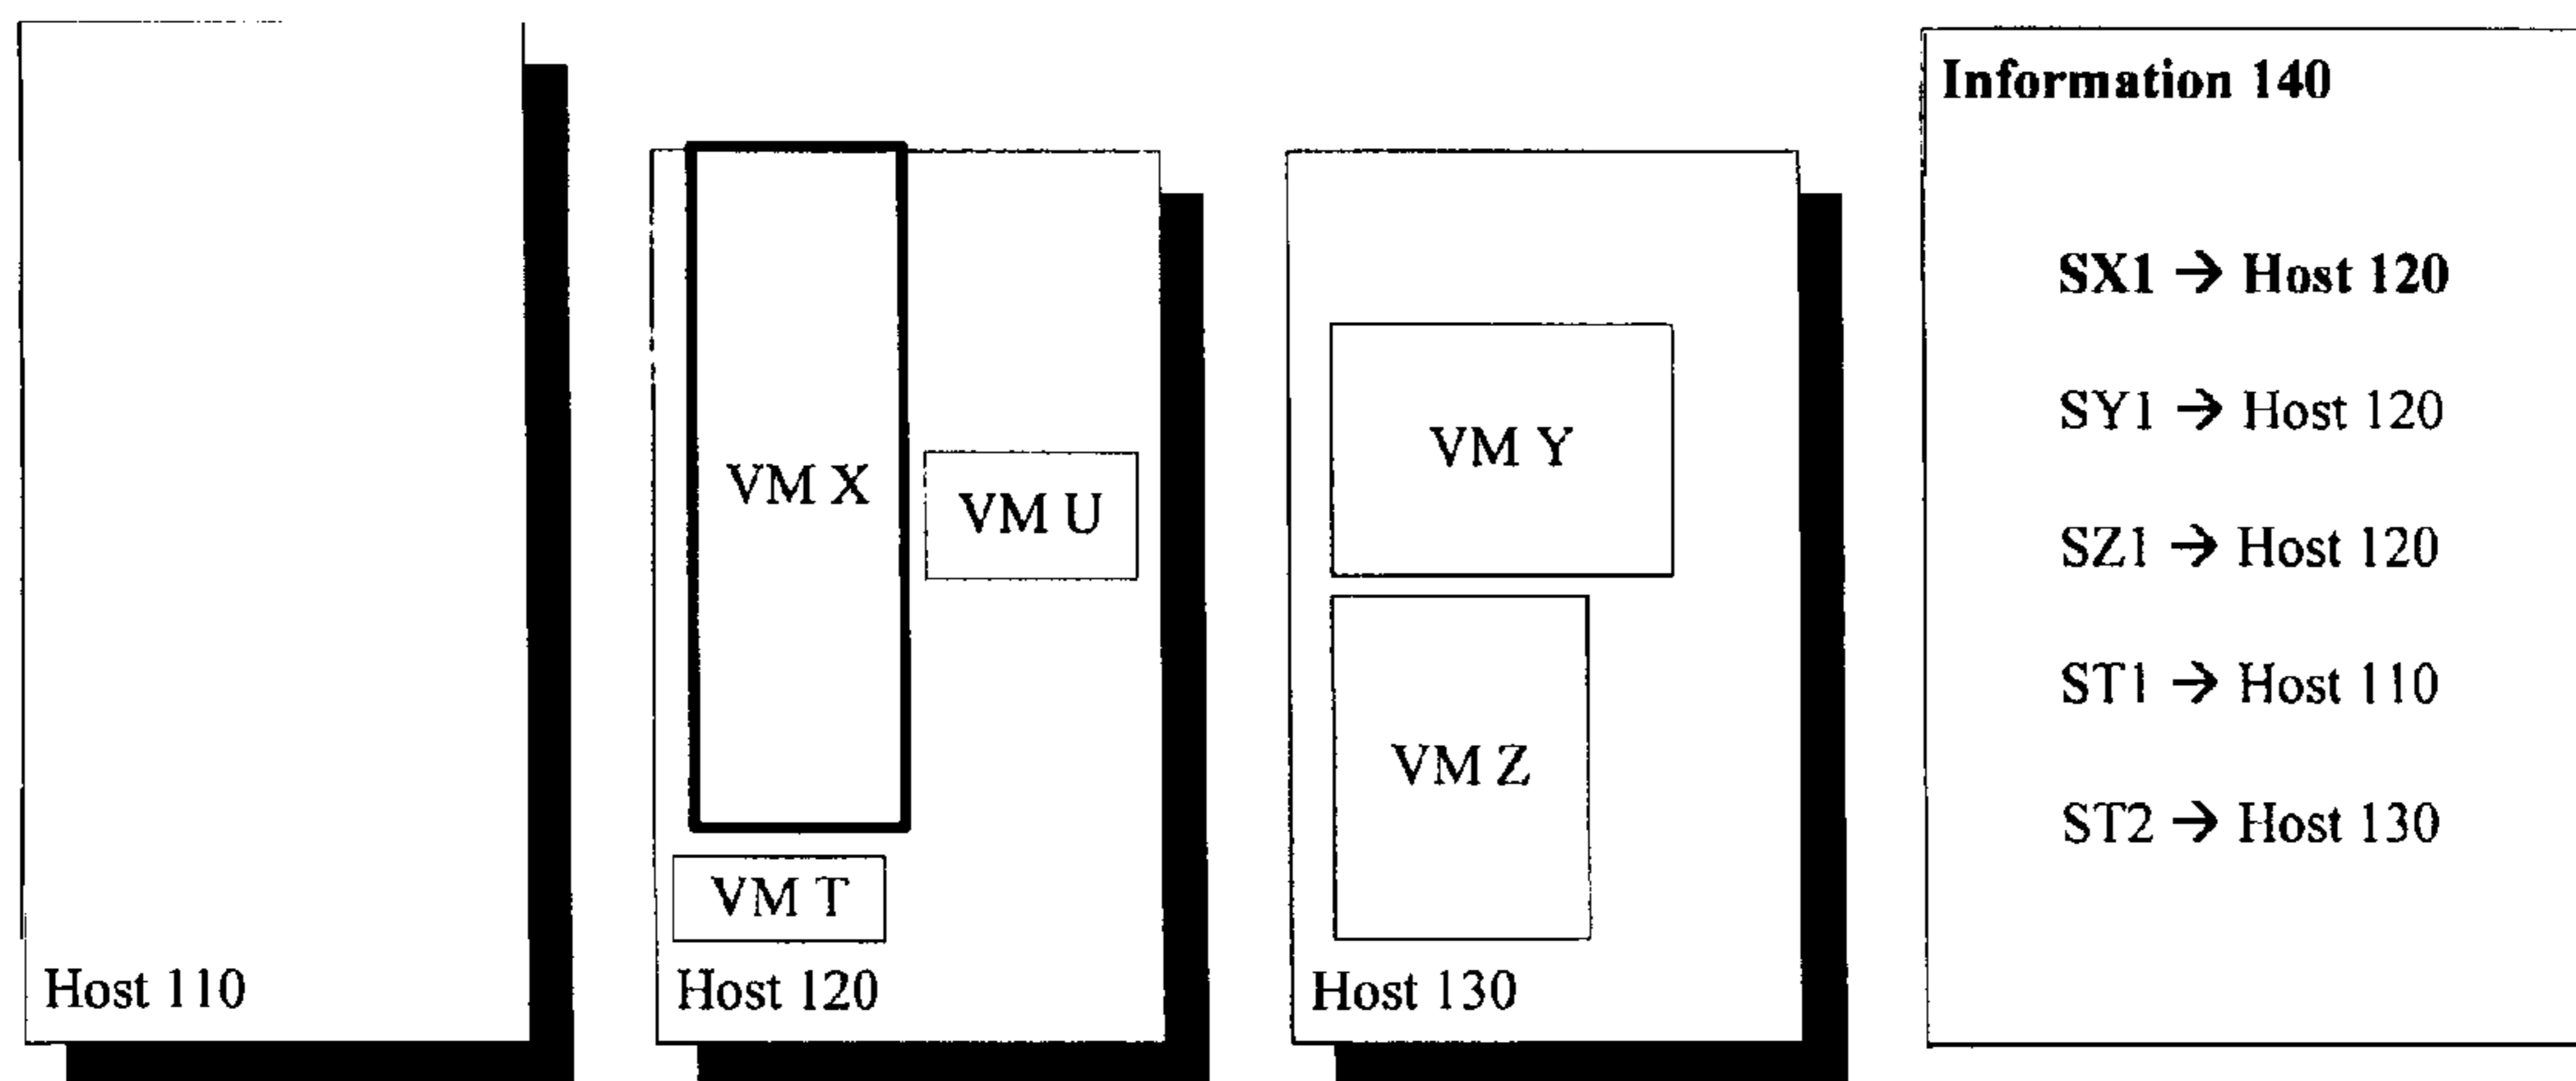 Host 110
VM X
VM U
VM T
Host 120
VM Y
VM Z
Host 130
Information 140
SX1 → Host 120
SY1 → Host 120
SZ1 → Host 120
ST1 → Host 110
ST2 → Host 130